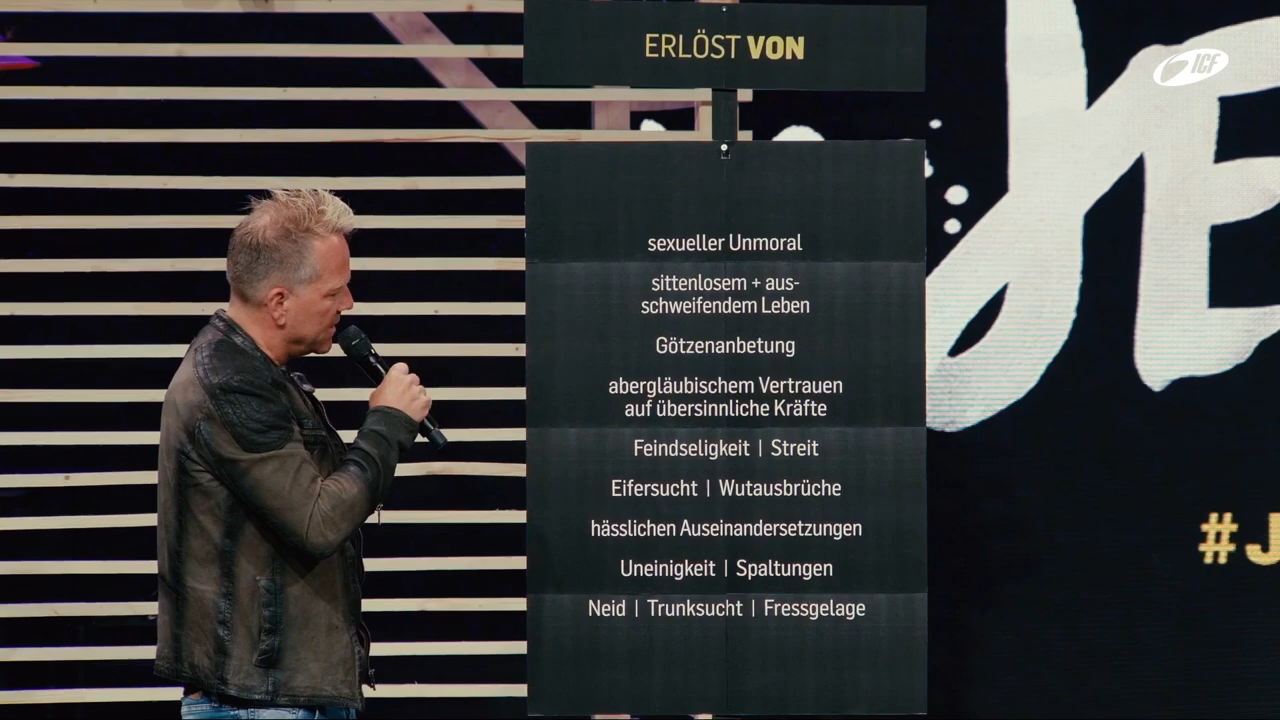 ERLÖST VON
ICF
JE
sexueller Unmoral
sittenlosem + aus-
schweifendem Leben
Götzenanbetung
abergläubischem Vertrauen
auf übersinnliche Kräfte
Feindseligkeit | Streit
Eifersucht | Wutausbrüche
hässlichen Auseinandersetzungen
#J
Uneinigkeit | Spaltungen
Neid | Trunksucht | Fressgelage